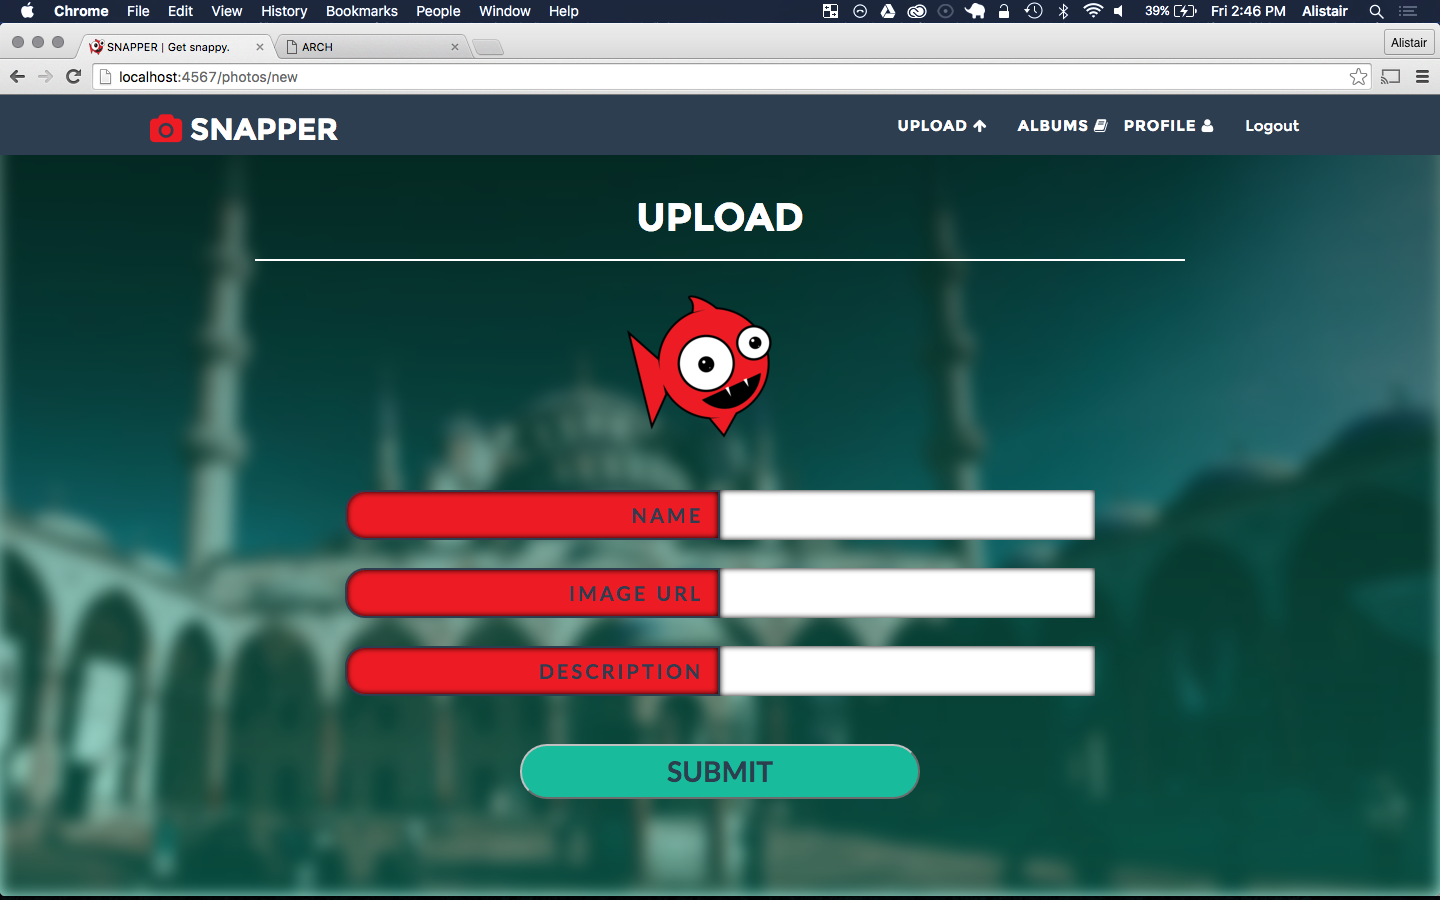 Chrome File Edit View History Bookmarks People Window Help 39% Fri 2:46 PM Alistair
SNAPPER | Get snappy. ARCH Alistair
localhost:4567/photos/new
SNAPPER UPLOAD ALBUMS PROFILE Logout
UPLOAD
NAME
IMAGE URL
DESCRIPTION
SUBMIT